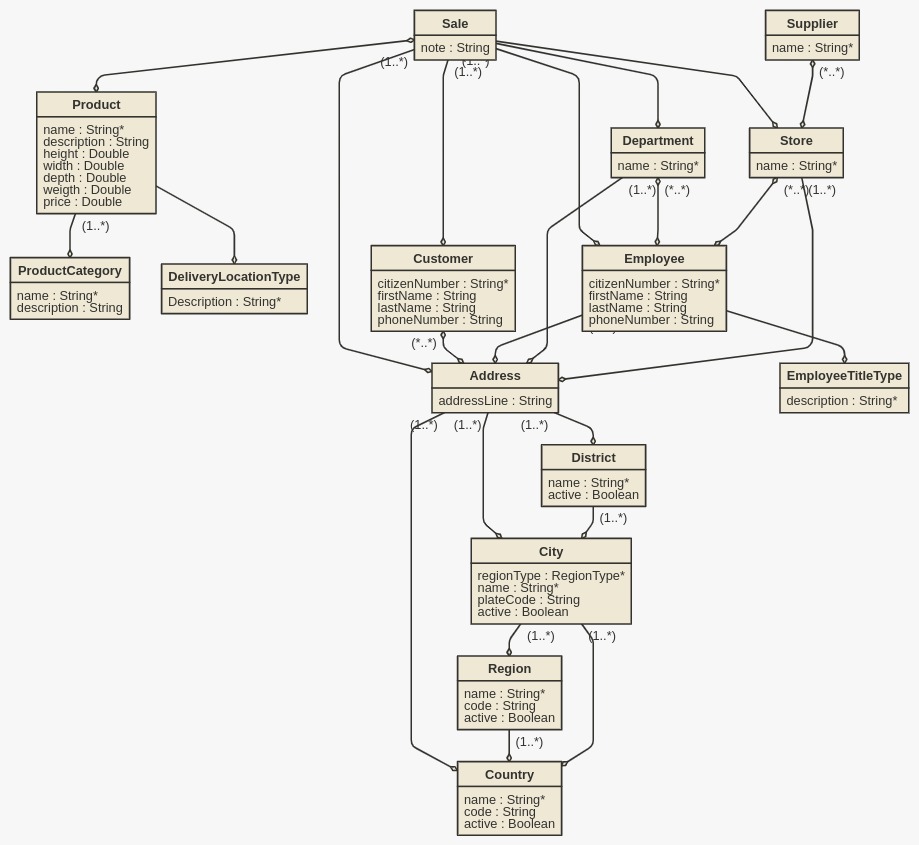 Sale
note : String
Supplier
name : String*
(1..*)
(1..*)
(*..*)
Product
name : String*
description : String
height : Double
width : Double
depth : Double
weigth : Double
price : Double
Department
name : String*
Store
name : String*
(1..*)
(*..*)
(*..*)
(1..*)
(1..*)
ProductCategory
name : String*
description : String
DeliveryLocationType
Description : String*
Customer
citizenNumber : String*
firstName : String
lastName : String
phoneNumber : String
Employee
citizenNumber : String*
firstName : String
lastName : String
phoneNumber : String
(*..*)
Address
addressLine : String
EmployeeTitleType
description : String*
(1..*)
(1..*)
(1..*)
District
name : String*
active : Boolean
(1..*)
City
regionType : RegionType*
name : String*
plateCode : String
active : Boolean
(1..*)
(1..*)
Region
name : String*
code : String
active : Boolean
(1..*)
Country
name : String*
code : String
active : Boolean